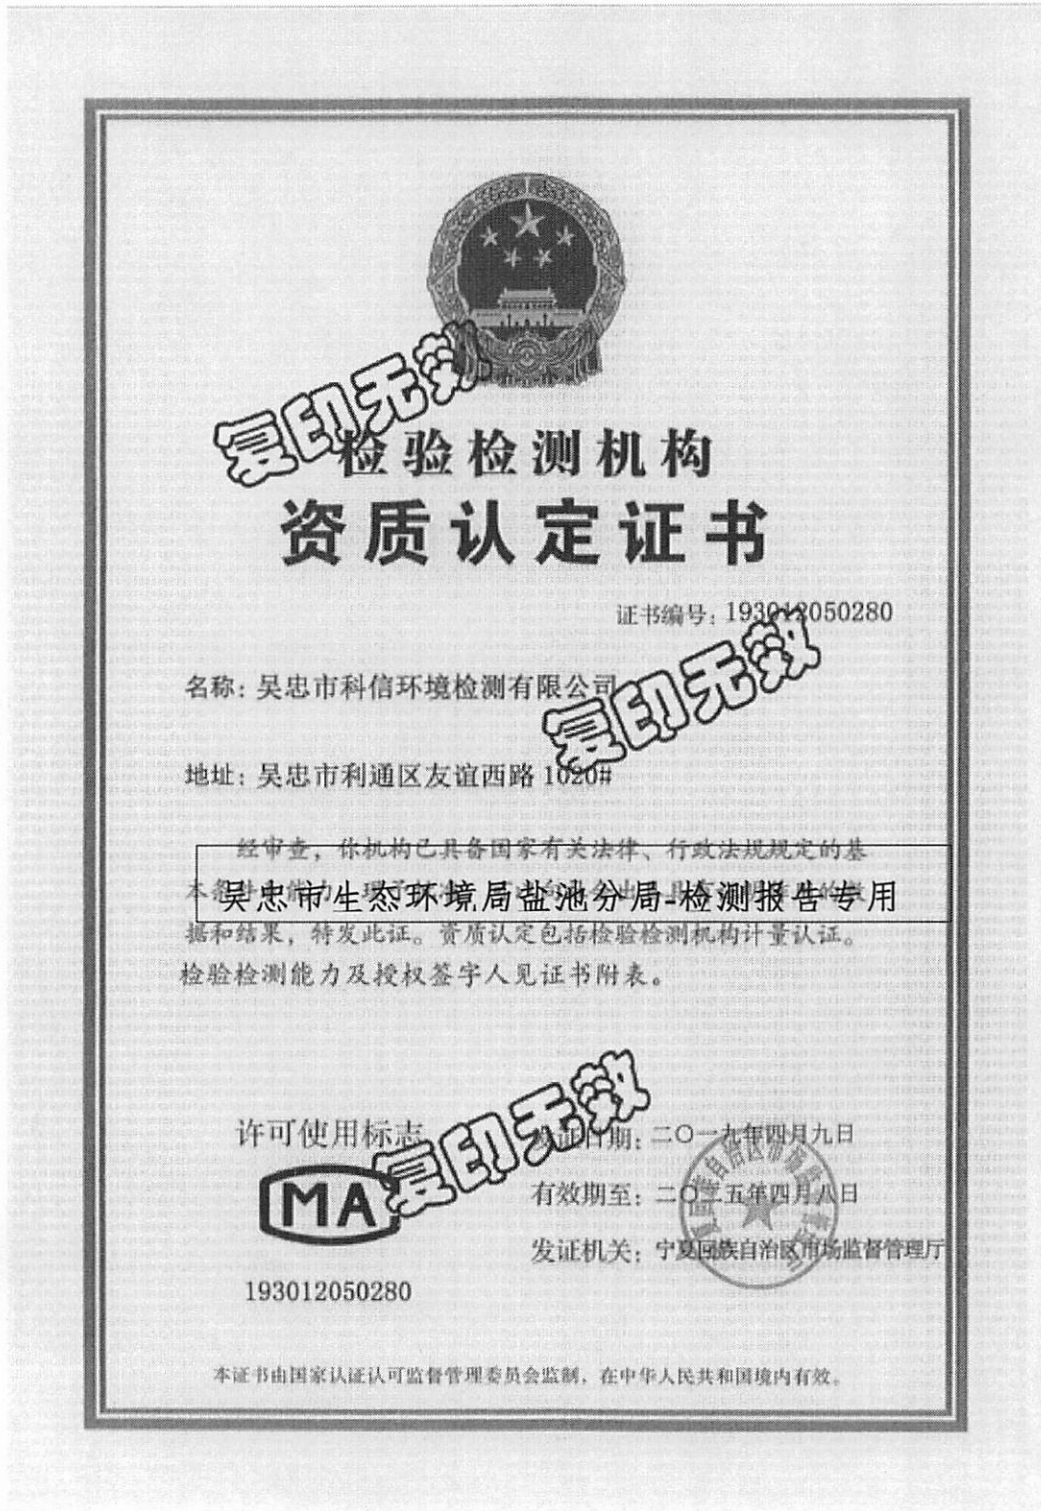 复印无效
检验检测机构
资质认定证书
证书编号：193012050280
名称：吴忠市科信环境检测有限公司
复印无效
地址：吴忠市利通区友谊西路 1020#
经审查，你机构已具备国家有关法律、行政法规规定的基
吴忠市生态环境局盐池分局-检测报告专用
据和结果，特发此证。资质认定包括检验检测机构计量认证。
检验检测能力及授权签字人见证书附表。
复印无效
许可使用标志
发证日期：二〇一九年四月九日
MA
有效期至：二〇二五年四月八日
发证机关：宁夏回族自治区市场监督管理厅
193012050280
本证书由国家认证认可监督管理委员会监制，在中华人民共和国境内有效。